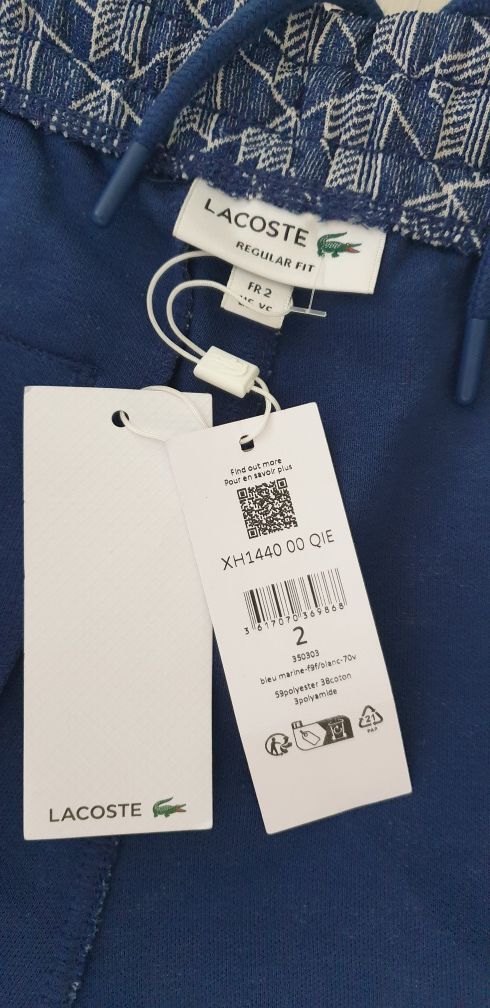 LACOSTE
REGULAR FIT
FR 2
Find out more
Pour en savoir plus
XH1440 00 QIE
3 617070 369868
2
350303
bleu marine-f9f/blanc-70v
59polyester 38coton
3polyamide
FR
21
PAP
LACOSTE